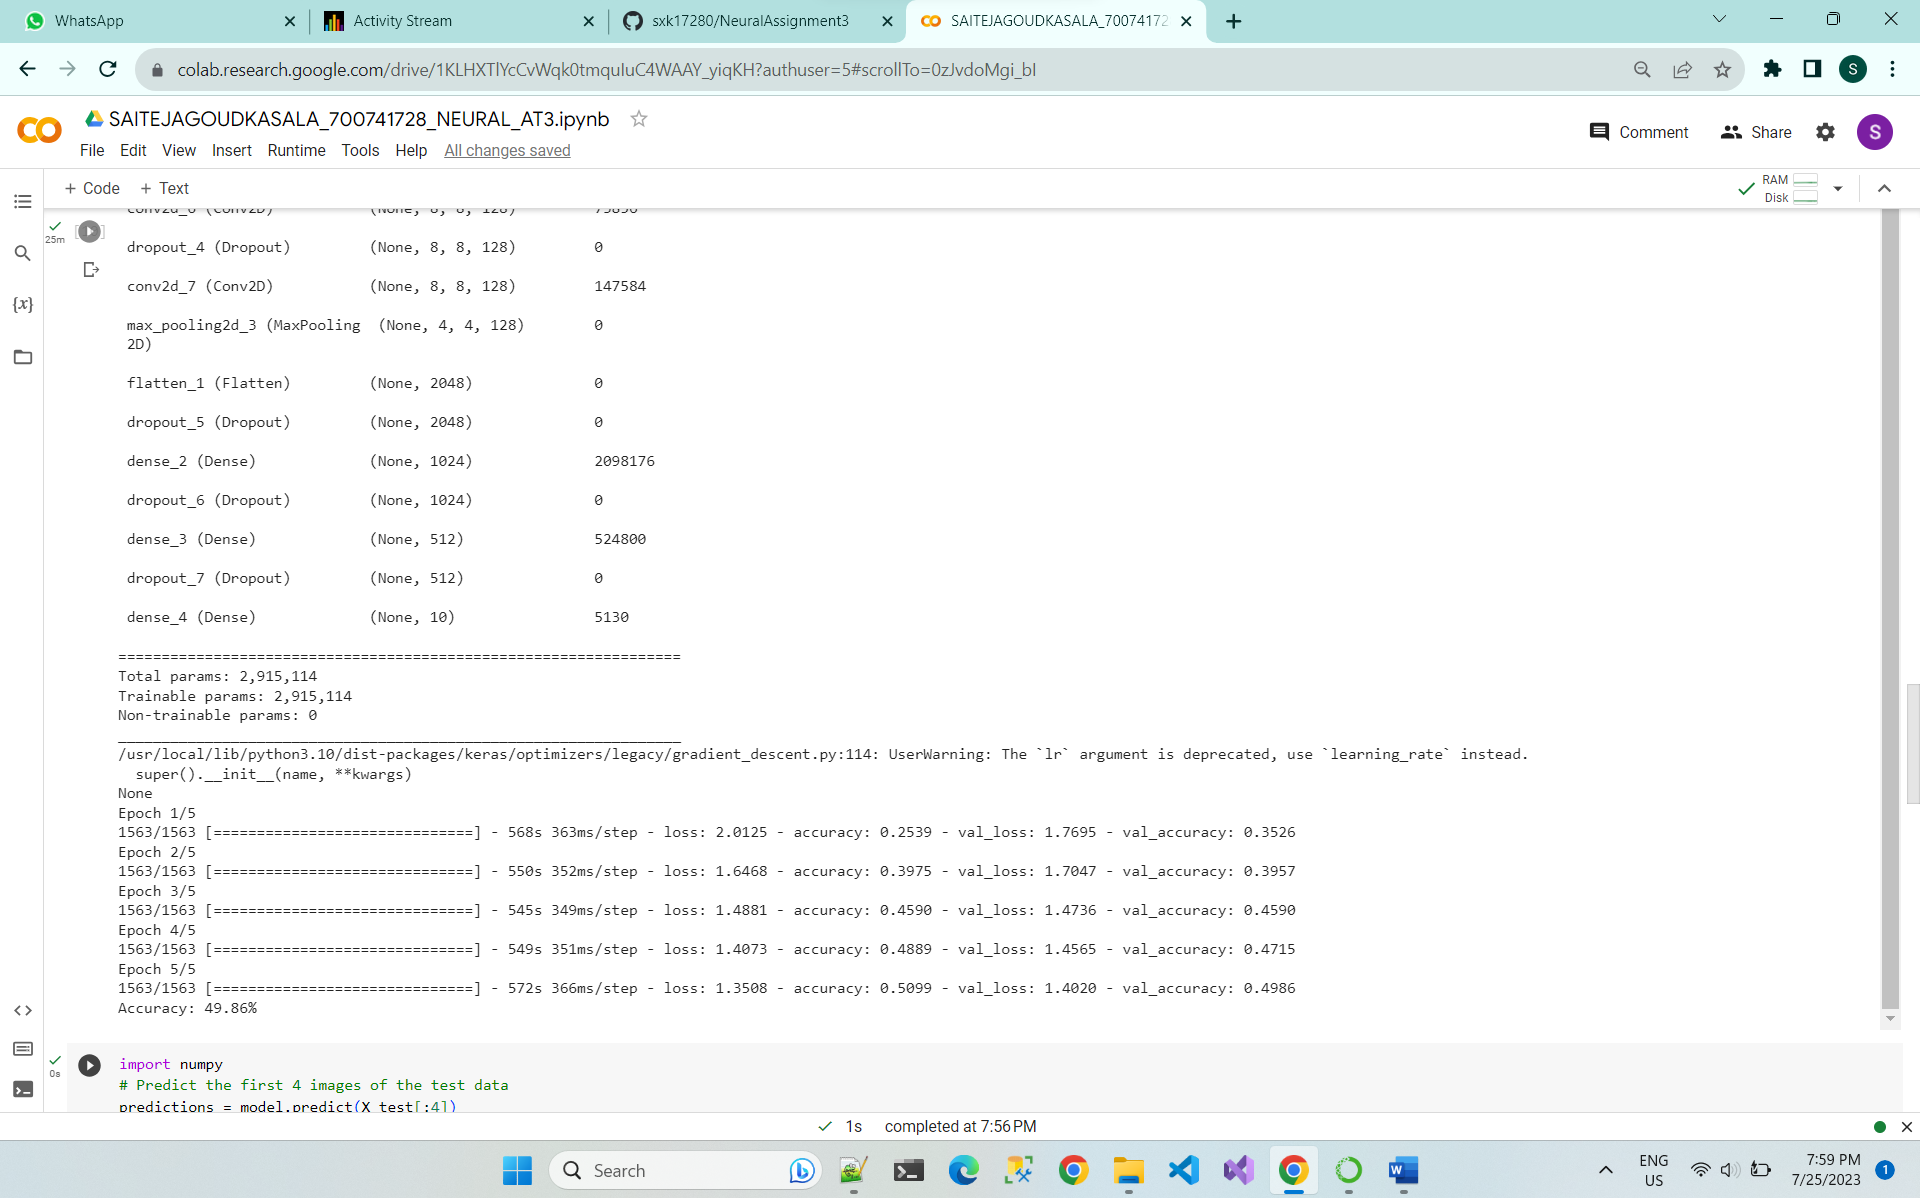 WhatsApp
Activity Stream
sxk17280/NeuralAssignment3
SAITEJAGOUDKASALA_70074172
colab.research.google.com/drive/1KLHXTlYcCvWqk0tmquIuC4WAAY_yiqKH?authuser=5#scrollTo=0zJvdoMgi_bI
S
SAITEJAGOUDKASALA_700741728_NEURAL_AT3.ipynb
Comment
Share
S
File Edit View Insert Runtime Tools Help All changes saved
+ Code + Text
RAM
Disk
25m
conv2d_6 (Conv2D) (None, 8, 8, 128) 73856
dropout_4 (Dropout) (None, 8, 8, 128) 0
conv2d_7 (Conv2D) (None, 8, 8, 128) 147584
max_pooling2d_3 (MaxPooling (None, 4, 4, 128) 0
2D)
flatten_1 (Flatten) (None, 2048) 0
dropout_5 (Dropout) (None, 2048) 0
dense_2 (Dense) (None, 1024) 2098176
dropout_6 (Dropout) (None, 1024) 0
dense_3 (Dense) (None, 512) 524800
dropout_7 (Dropout) (None, 512) 0
dense_4 (Dense) (None, 10) 5130
=================================================================
Total params: 2,915,114
Trainable params: 2,915,114
Non-trainable params: 0
_________________________________________________________________
/usr/local/lib/python3.10/dist-packages/keras/optimizers/legacy/gradient_descent.py:114: UserWarning: The `lr` argument is deprecated, use `learning_rate` instead.
super().__init__(name, **kwargs)
None
Epoch 1/5
1563/1563 [==============================] - 568s 363ms/step - loss: 2.0125 - accuracy: 0.2539 - val_loss: 1.7695 - val_accuracy: 0.3526
Epoch 2/5
1563/1563 [==============================] - 550s 352ms/step - loss: 1.6468 - accuracy: 0.3975 - val_loss: 1.7047 - val_accuracy: 0.3957
Epoch 3/5
1563/1563 [==============================] - 545s 349ms/step - loss: 1.4881 - accuracy: 0.4590 - val_loss: 1.4736 - val_accuracy: 0.4590
Epoch 4/5
1563/1563 [==============================] - 549s 351ms/step - loss: 1.4073 - accuracy: 0.4889 - val_loss: 1.4565 - val_accuracy: 0.4715
Epoch 5/5
1563/1563 [==============================] - 572s 366ms/step - loss: 1.3508 - accuracy: 0.5099 - val_loss: 1.4020 - val_accuracy: 0.4986
Accuracy: 49.86%
0s
import numpy
# Predict the first 4 images of the test data
predictions = model.predict(X_test[:4])
1s completed at 7:56 PM
Search
ENG
US
7:59 PM
7/25/2023
1